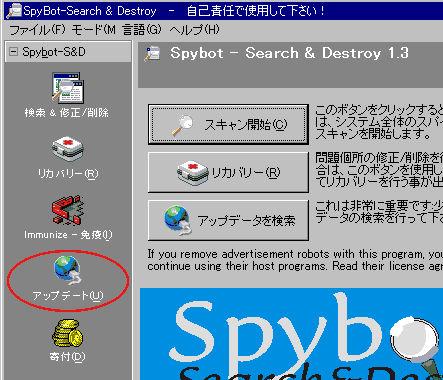 SpyBot-Search & Destroy － 自己責任で使用して下さい！
ファイル(F) モード(M 言語(G) ヘルプ(H)
Spybot-S&D
検索 & 修正/削除
リカバリー(R)
Immunize - 免疫(I)
アップデート(U)
寄付(D)
Spybot - Search & Destroy 1.3
スキャン開始(C)
このボタンをクリックすると
は、システム全体のスパイ
スキャンを開始します。
リカバリー(R)
問題個所の修正/削除を行
合は、このボタンを使用し
てリカバリーを行う事が出
アップデータを検索
これは非常に重要です:少
データの検索を行って下さ
If you remove advertisement robots with this program, you
continue using their host programs. Read their license agr
Spybo
Search&Des